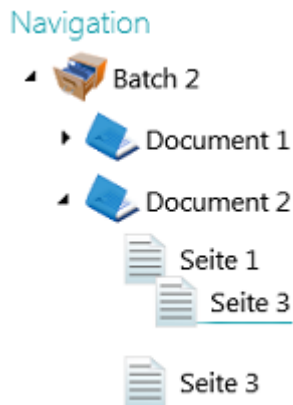 Navigation
Batch 2
Document 1
Document 2
Seite 1
Seite 3
Seite 3